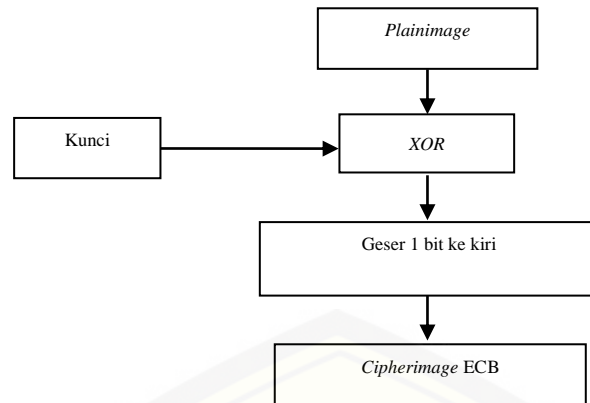 Plainimage
Kunci
XOR
Geser 1 bit ke kiri
Cipherimage ECB